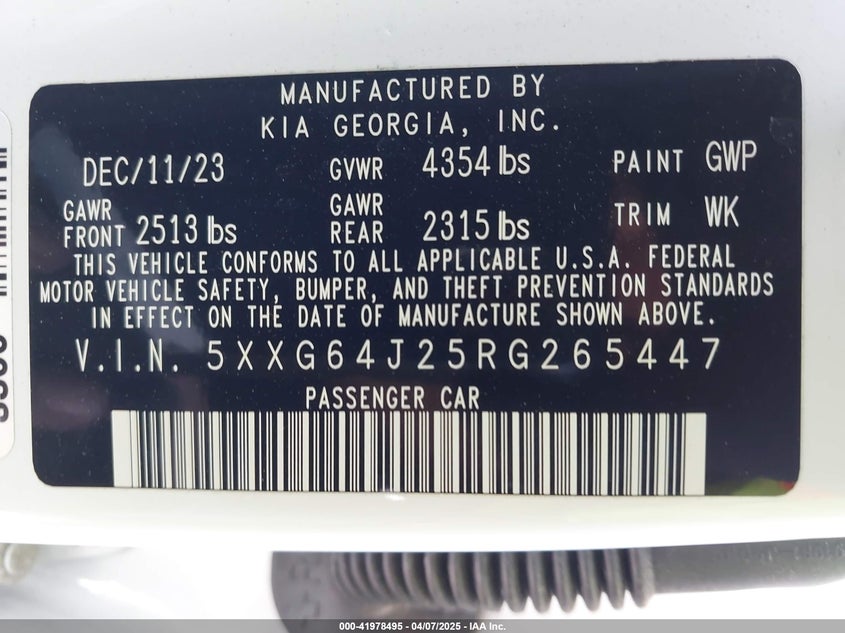 MANUFACTURED BY
KIA GEORGIA, INC.
DEC/11/23 GVWR 4354 lbs PAINT GWP
GAWR FRONT 2513 lbs GAWR REAR 2315 lbs TRIM WK
THIS VEHICLE CONFORMS TO ALL APPLICABLE U.S.A. FEDERAL
MOTOR VEHICLE SAFETY, BUMPER, AND THEFT PREVENTION STANDARDS
IN EFFECT ON THE DATE OF MANUFACTURE SHOWN ABOVE.
V.I.N. 5XXG64J25RG265447
PASSENGER CAR
000-41978495 - 04/07/2025 - IAA Inc.